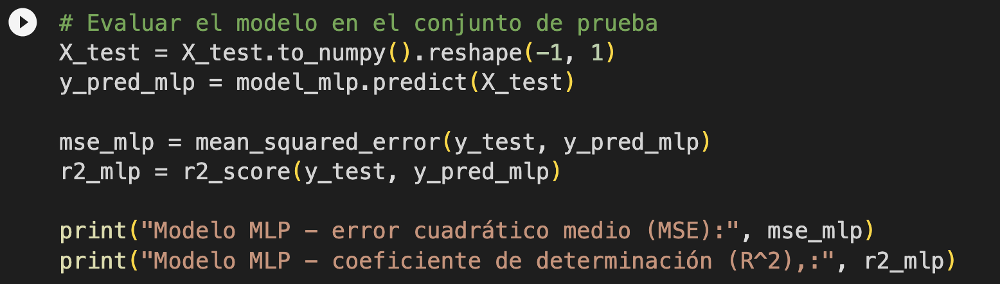 # Evaluar el modelo en el conjunto de prueba
X_test = X_test.to_numpy().reshape(-1, 1)
y_pred_mlp = model_mlp.predict(X_test)
mse_mlp = mean_squared_error(y_test, y_pred_mlp)
r2_mlp = r2_score(y_test, y_pred_mlp)
print("Modelo MLP - error cuadrático medio (MSE):", mse_mlp)
print("Modelo MLP - coeficiente de determinación (R^2),:", r2_mlp)